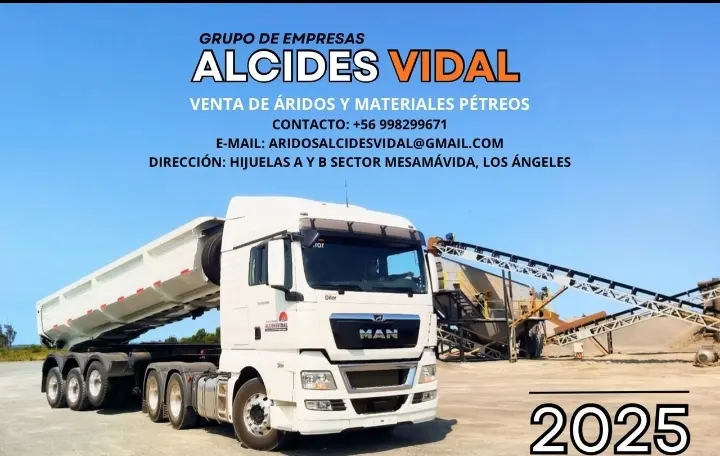 GRUPO DE EMPRESAS
ALCIDES VIDAL
VENTA DE ÁRIDOS Y MATERIALES PÉTREOS
CONTACTO: +56 998299671
E-MAIL: ARIDOSALCIDESVIDAL@GMAIL.COM
DIRECCIÓN: HIJUELAS A Y B SECTOR MESAMÁVIDA, LOS ÁNGELES
ALCIDESVIDAL
MAN
2025